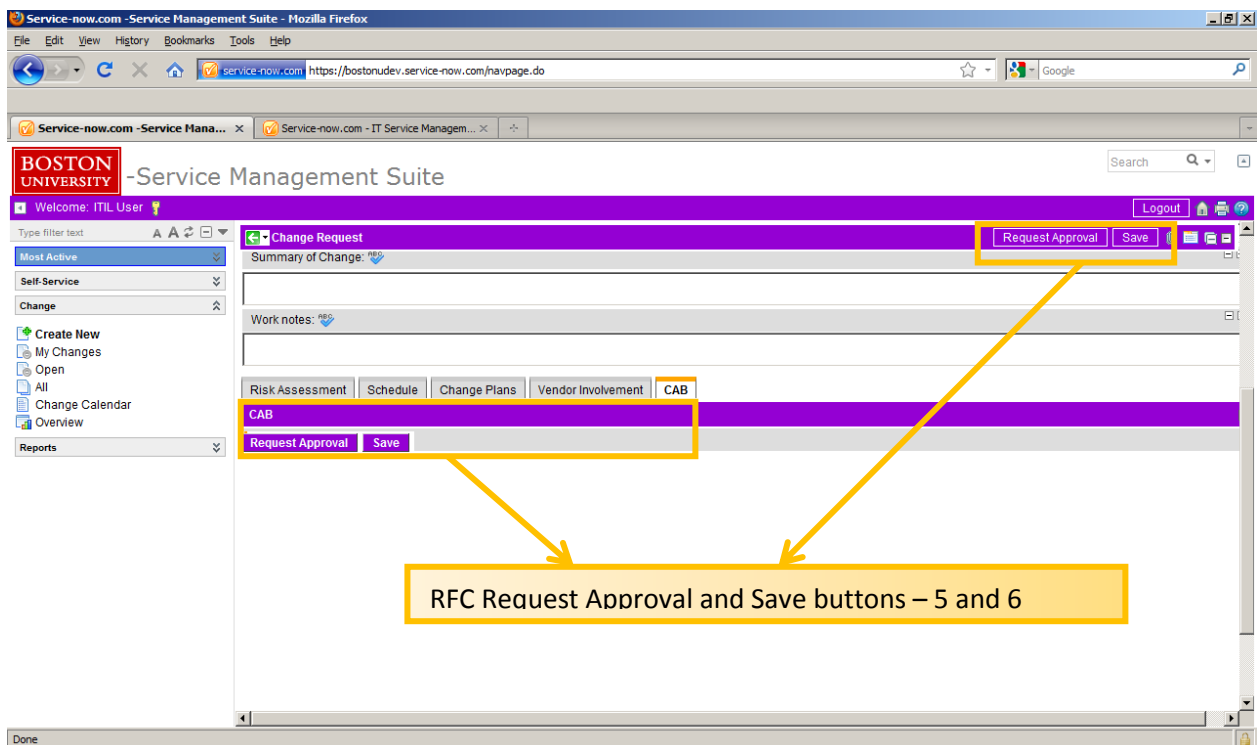 Service-now.com -Service Management Suite - Mozilla Firefox
File Edit View History Bookmarks Tools Help
service-now.com https://bostonudev.service-now.com/navpage.do
Google
Service-now.com -Service Mana...
Service-now.com - IT Service Managem...
BOSTON
UNIVERSITY
-Service Management Suite
Search
Welcome: ITIL User
Logout
Type filter text A A
Most Active
Self-Service
Change
Create New
My Changes
Open
All
Change Calendar
Overview
Reports
Change Request
Request Approval Save
Summary of Change: ABC
Work notes: ABC
Risk Assessment Schedule Change Plans Vendor Involvement CAB
CAB
Request Approval Save
RFC Request Approval and Save buttons – 5 and 6
Done